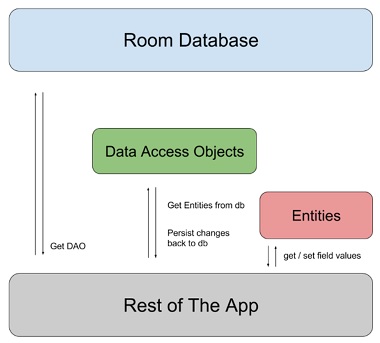 Room Database
Data Access Objects
Get Entities from db
Persist changes
back to db
Entities
Get DAO
get / set field values
Rest of The App